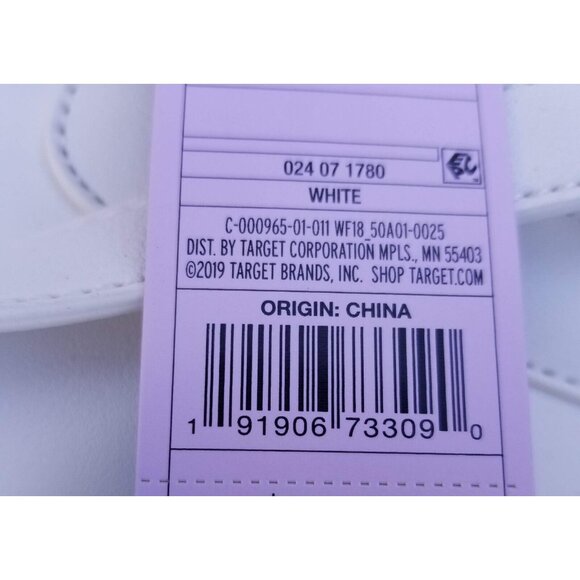 024 07 1780
WHITE
C-000965-01-011 WF18_50A01-0025
DIST. BY TARGET CORPORATION MPLS., MN 55403
©2019 TARGET BRANDS, INC. SHOP TARGET.COM
ORIGIN: CHINA
1 91906 73309 0